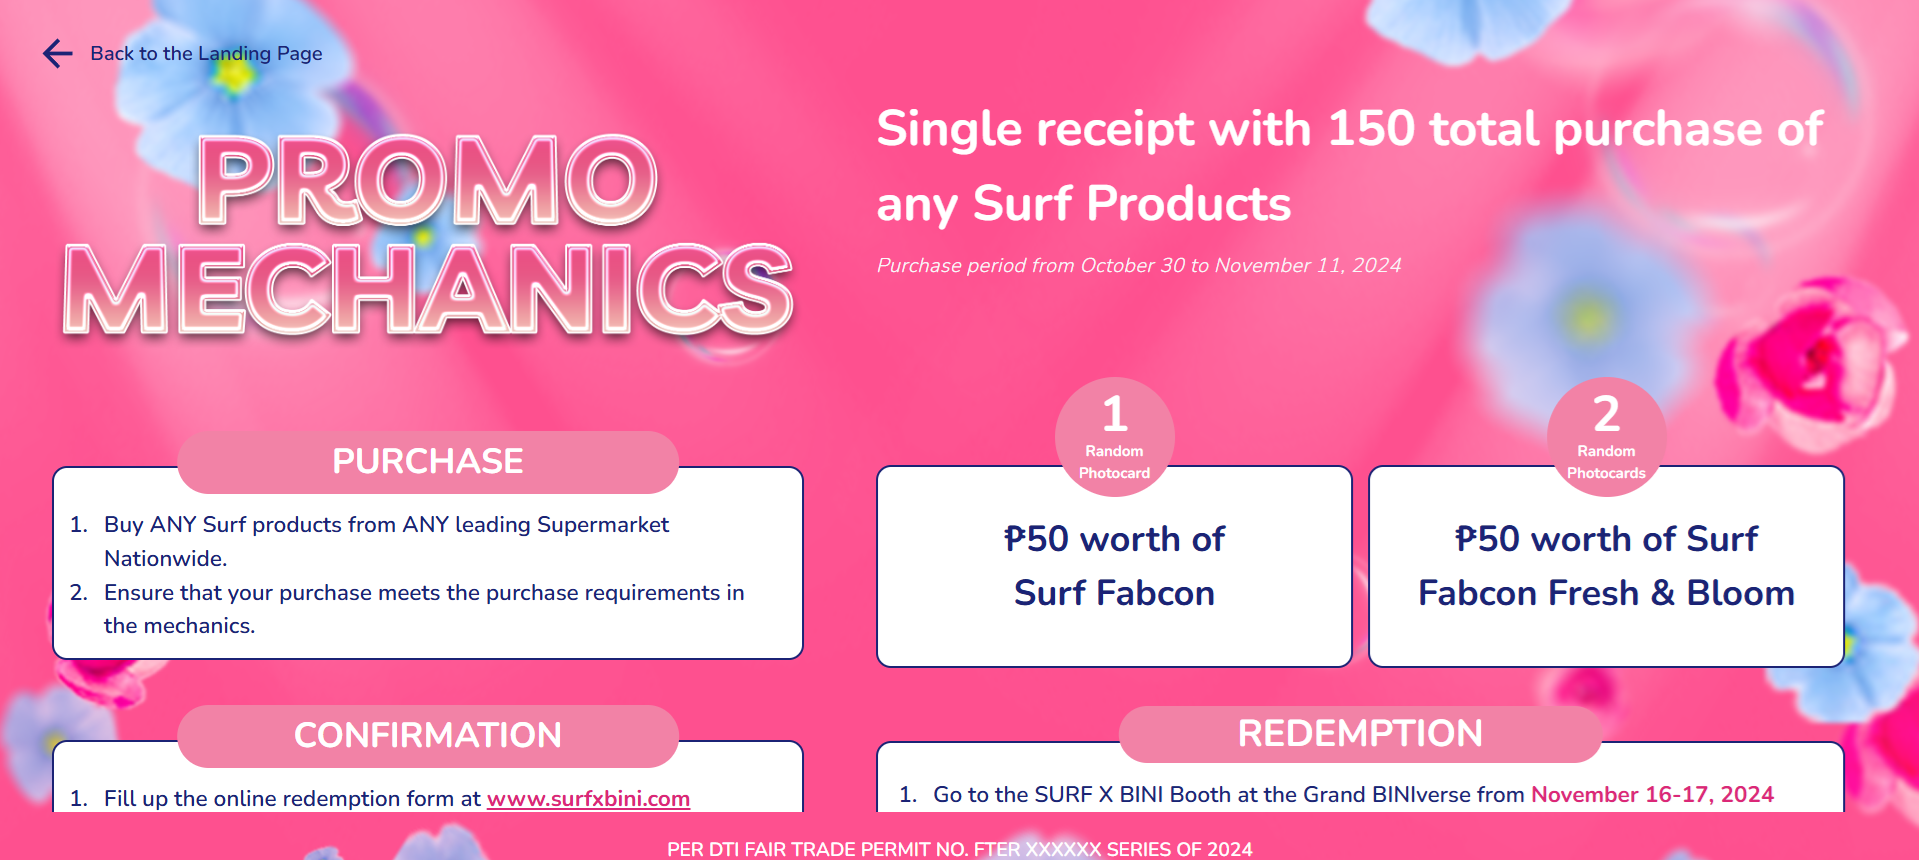 Back to the Landing Page
PROMO
MECHANICS
Single receipt with 150 total purchase of
any Surf Products
Purchase period from October 30 to November 11, 2024
PURCHASE
1. Buy ANY Surf products from ANY leading Supermarket
Nationwide.
2. Ensure that your purchase meets the purchase requirements in
the mechanics.
1
Random
Photocard
₱50 worth of
Surf Fabcon
2
Random
Photocards
₱50 worth of Surf
Fabcon Fresh & Bloom
CONFIRMATION
1. Fill up the online redemption form at www.surfxbini.com
REDEMPTION
1. Go to the SURF X BINI Booth at the Grand BINIverse from November 16-17, 2024
PER DTI FAIR TRADE PERMIT NO. FTER XXXXXX SERIES OF 2024